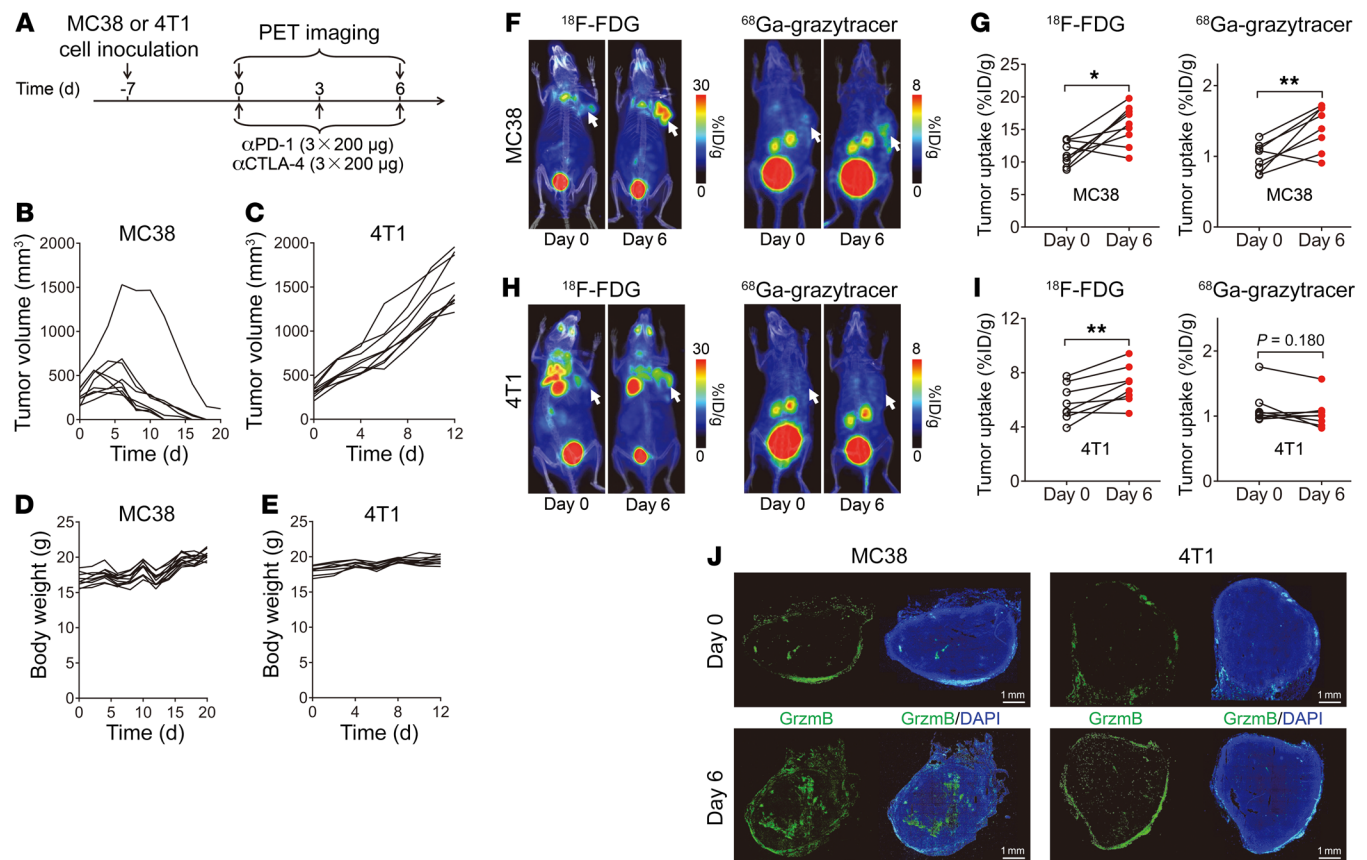 A
MC38 or 4T1
cell inoculation
PET imaging
Time (d)
-7
0
3
6
αPD-1 (3 × 200 μg)
αCTLA-4 (3 × 200 μg)
B
MC38
Tumor volume (mm³)
2000
1500
1000
500
0
0 5 10 15 20
Time (d)
C
4T1
Tumor volume (mm³)
2000
1500
1000
500
0
0 4 8 12
Time (d)
D
MC38
Body weight (g)
25
20
15
10
5
0
0 5 10 15 20
Time (d)
E
4T1
Body weight (g)
25
20
15
10
5
0
0 4 8 12
Time (d)
F
¹⁸F-FDG
⁶⁸Ga-grazytracer
MC38
30
%ID/g
0
8
%ID/g
0
Day 0 Day 6
Day 0 Day 6
G
¹⁸F-FDG
Tumor uptake (%ID/g)
25
20
15
10
5
0
*
MC38
Day 0 Day 6
⁶⁸Ga-grazytracer
Tumor uptake (%ID/g)
2
1
0
**
MC38
Day 0 Day 6
H
¹⁸F-FDG
⁶⁸Ga-grazytracer
4T1
30
%ID/g
0
8
%ID/g
0
Day 0 Day 6
Day 0 Day 6
I
¹⁸F-FDG
Tumor uptake (%ID/g)
12
8
4
0
**
4T1
Day 0 Day 6
⁶⁸Ga-grazytracer
Tumor uptake (%ID/g)
2
1
0
P = 0.180
4T1
Day 0 Day 6
J
MC38
4T1
Day 0
1 mm
1 mm
GrzmB GrzmB/DAPI
GrzmB GrzmB/DAPI
Day 6
1 mm
1 mm